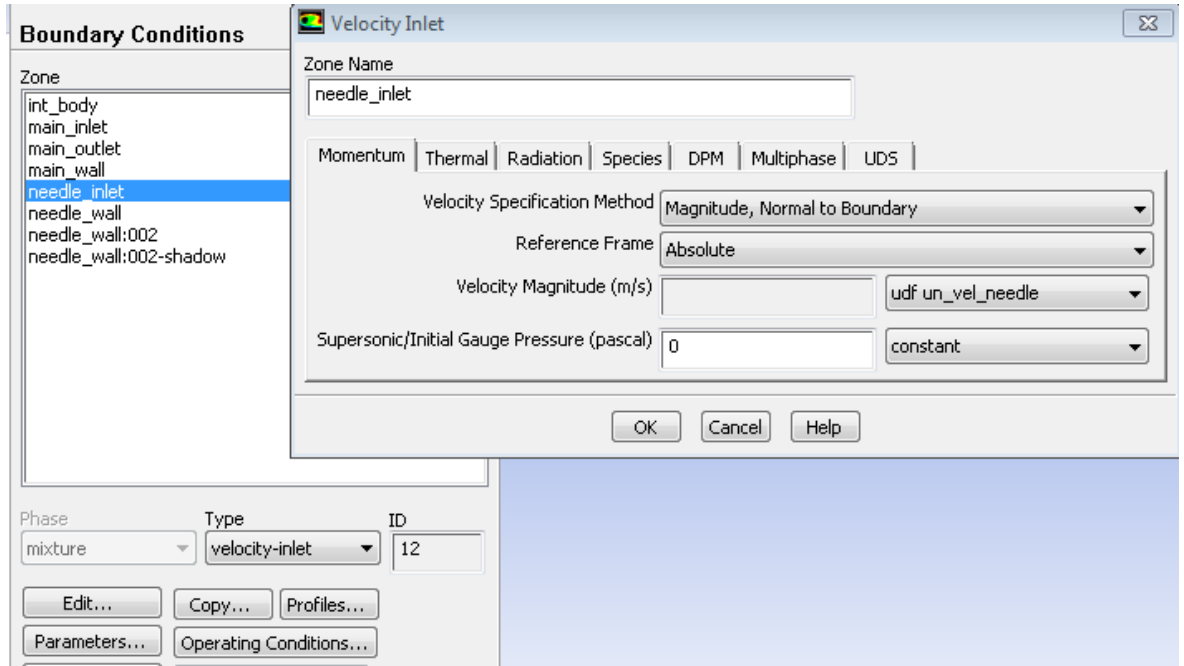 Boundary Conditions
Zone
int_body
main_inlet
main_outlet
main_wall
needle_inlet
needle_wall
needle_wall:002
needle_wall:002-shadow
Phase Type ID
mixture velocity-inlet 12
Edit... Copy... Profiles...
Parameters... Operating Conditions...
Velocity Inlet
Zone Name
needle_inlet
Momentum Thermal Radiation Species DPM Multiphase UDS
Velocity Specification Method Magnitude, Normal to Boundary
Reference Frame Absolute
Velocity Magnitude (m/s) udf un_vel_needle
Supersonic/Initial Gauge Pressure (pascal) 0 constant
OK Cancel Help